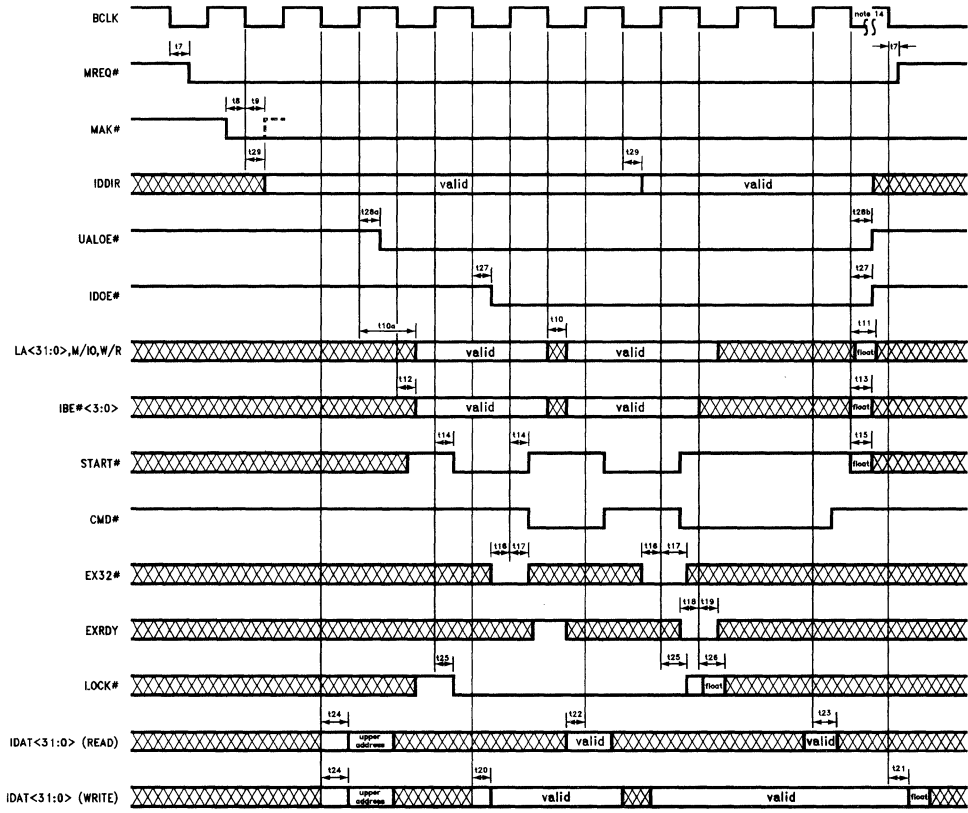 BCLK note 14
t7 t7
MREQ#
t8 t9
MAK#
t29 t29
IDDIR valid valid
t28a t28b
UALOE#
t27 t27
IDOE#
t10a t10 t11
LA<31:0>,M/IO,W/R valid valid float
t12 t13
IBE#<3:0> valid valid float
t14 t14 t15
START# float
CMD#
t16 t17 t16 t17
EX32#
t18 t19
EXRDY
t25 t25 t26
LOCK# float
t24 t22 t23
IDAT<31:0> (READ) upper address valid valid
t24 t20 t21
IDAT<31:0> (WRITE) upper address valid valid float